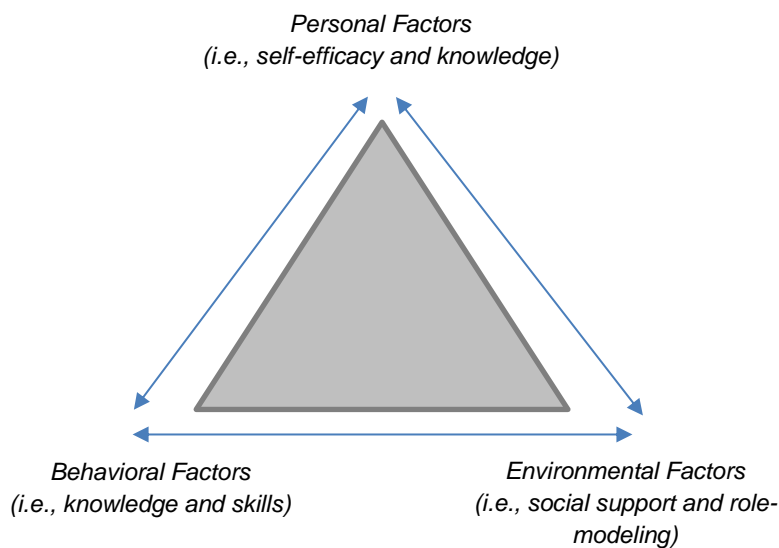 Personal Factors
(i.e., self-efficacy and knowledge)
Behavioral Factors
(i.e., knowledge and skills)
Environmental Factors
(i.e., social support and role-
modeling)